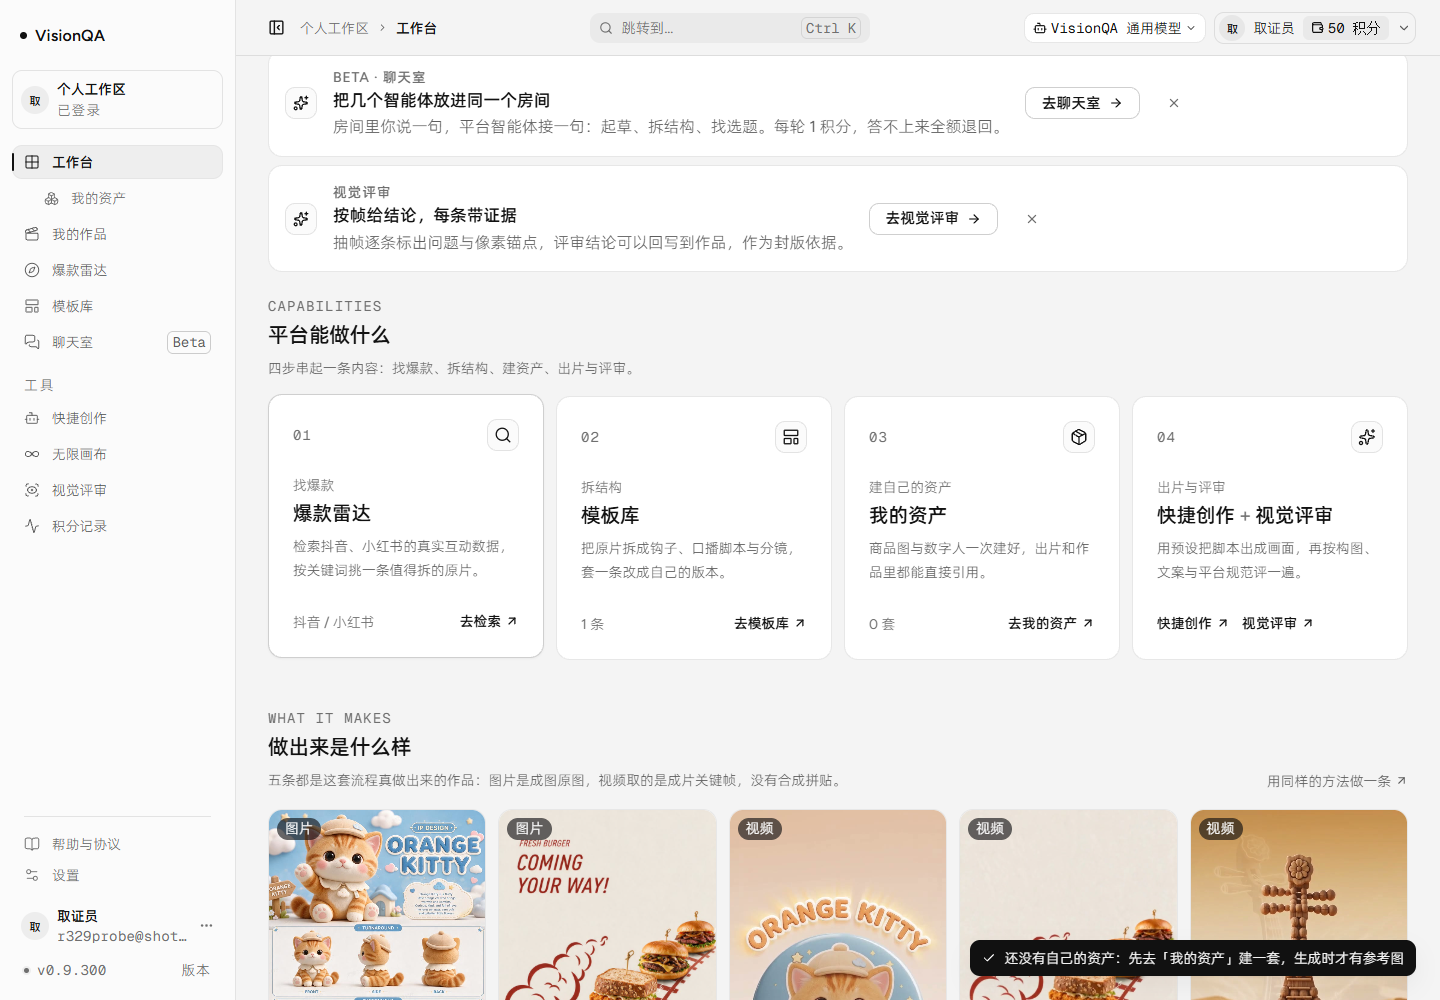 VisionQA
取
个人工作区
已登录
工作台
我的资产
我的作品
爆款雷达
模板库
聊天室
Beta
工具
快捷创作
无限画布
视觉评审
积分记录
帮助与协议
设置
取
取证员
r329probe@shot…
v0.9.300
版本
个人工作区
工作台
跳转到…
Ctrl K
VisionQA 通用模型
取
取证员
50 积分
BETA · 聊天室
把几个智能体放进同一个房间
房间里你说一句，平台智能体接一句：起草、拆结构、找选题。每轮 1 积分，答不上来全额退回。
去聊天室
视觉评审
按帧给结论，每条带证据
抽帧逐条标出问题与像素锚点，评审结论可以回写到作品，作为封版依据。
去视觉评审
CAPABILITIES
平台能做什么
四步串起一条内容：找爆款、拆结构、建资产、出片与评审。
01
找爆款
爆款雷达
检索抖音、小红书的真实互动数据，
按关键词挑一条值得拆的原片。
抖音 / 小红书
去检索
02
拆结构
模板库
把原片拆成钩子、口播脚本与分镜，
套一条改成自己的版本。
1 条
去模板库
03
建自己的资产
我的资产
商品图与数字人一次建好，出片和作
品里都能直接引用。
0 套
去我的资产
04
出片与评审
快捷创作 + 视觉评审
用预设把脚本出成画面，再按构图、
文案与平台规范评一遍。
快捷创作
视觉评审
WHAT IT MAKES
做出来是什么样
五条都是这套流程真做出来的作品：图片是成图原图，视频取的是成片关键帧，没有合成拼贴。
用同样的方法做一条
图片
IP DESIGN
ORANGE
KITTY
ORANGE
KITTY
TURNAROUND
FRONT
SIDE
BACK
图片
FRESH BURGER
COMING
YOUR WAY!
视频
ORANGE KITTY
视频
视频
还没有自己的资产：先去「我的资产」建一套，生成时才有参考图